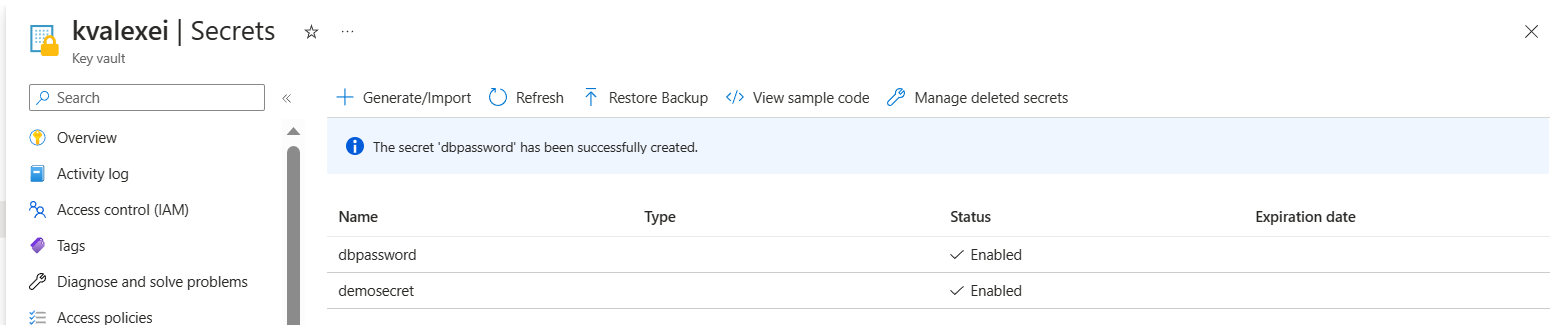 kvalexei | Secrets
Key vault
Search
Overview
Activity log
Access control (IAM)
Tags
Diagnose and solve problems
Access policies
Generate/Import Refresh Restore Backup View sample code Manage deleted secrets
The secret 'dbpassword' has been successfully created.
Name Type Status Expiration date
dbpassword Enabled
demosecret Enabled